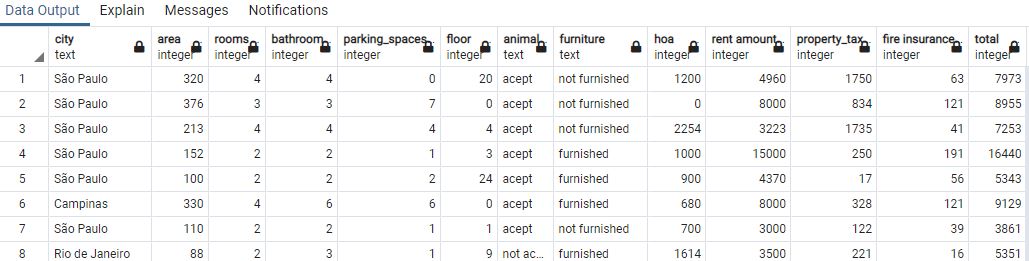 Data Output Explain Messages Notifications
city area rooms bathroom parking_spaces floor animal furniture hoa rent amount property_tax fire insurance total
text integer integer integer integer integer text text integer integer integer integer integer
1 São Paulo 320 4 4 0 20 acept not furnished 1200 4960 1750 63 7973
2 São Paulo 376 3 3 7 0 acept not furnished 0 8000 834 121 8955
3 São Paulo 213 4 4 4 4 acept not furnished 2254 3223 1735 41 7253
4 São Paulo 152 2 2 1 3 acept furnished 1000 15000 250 191 16440
5 São Paulo 100 2 2 2 24 acept furnished 900 4370 17 56 5343
6 Campinas 330 4 6 6 0 acept furnished 680 8000 328 121 9129
7 São Paulo 110 2 2 1 1 acept not furnished 700 3000 122 39 3861
8 Rio de Janeiro 88 2 3 1 9 not ac... furnished 1614 3500 221 16 5351